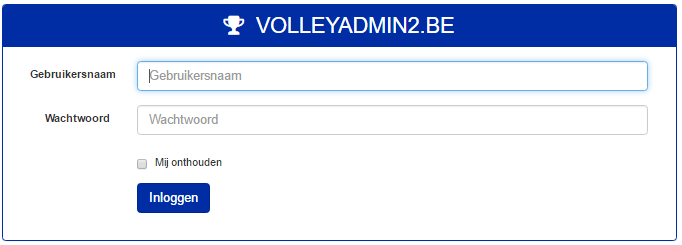 VOLLEYADMIN2.BE
Gebruikersnaam Gebruikersnaam
Wachtwoord Wachtwoord
Mij onthouden
Inloggen